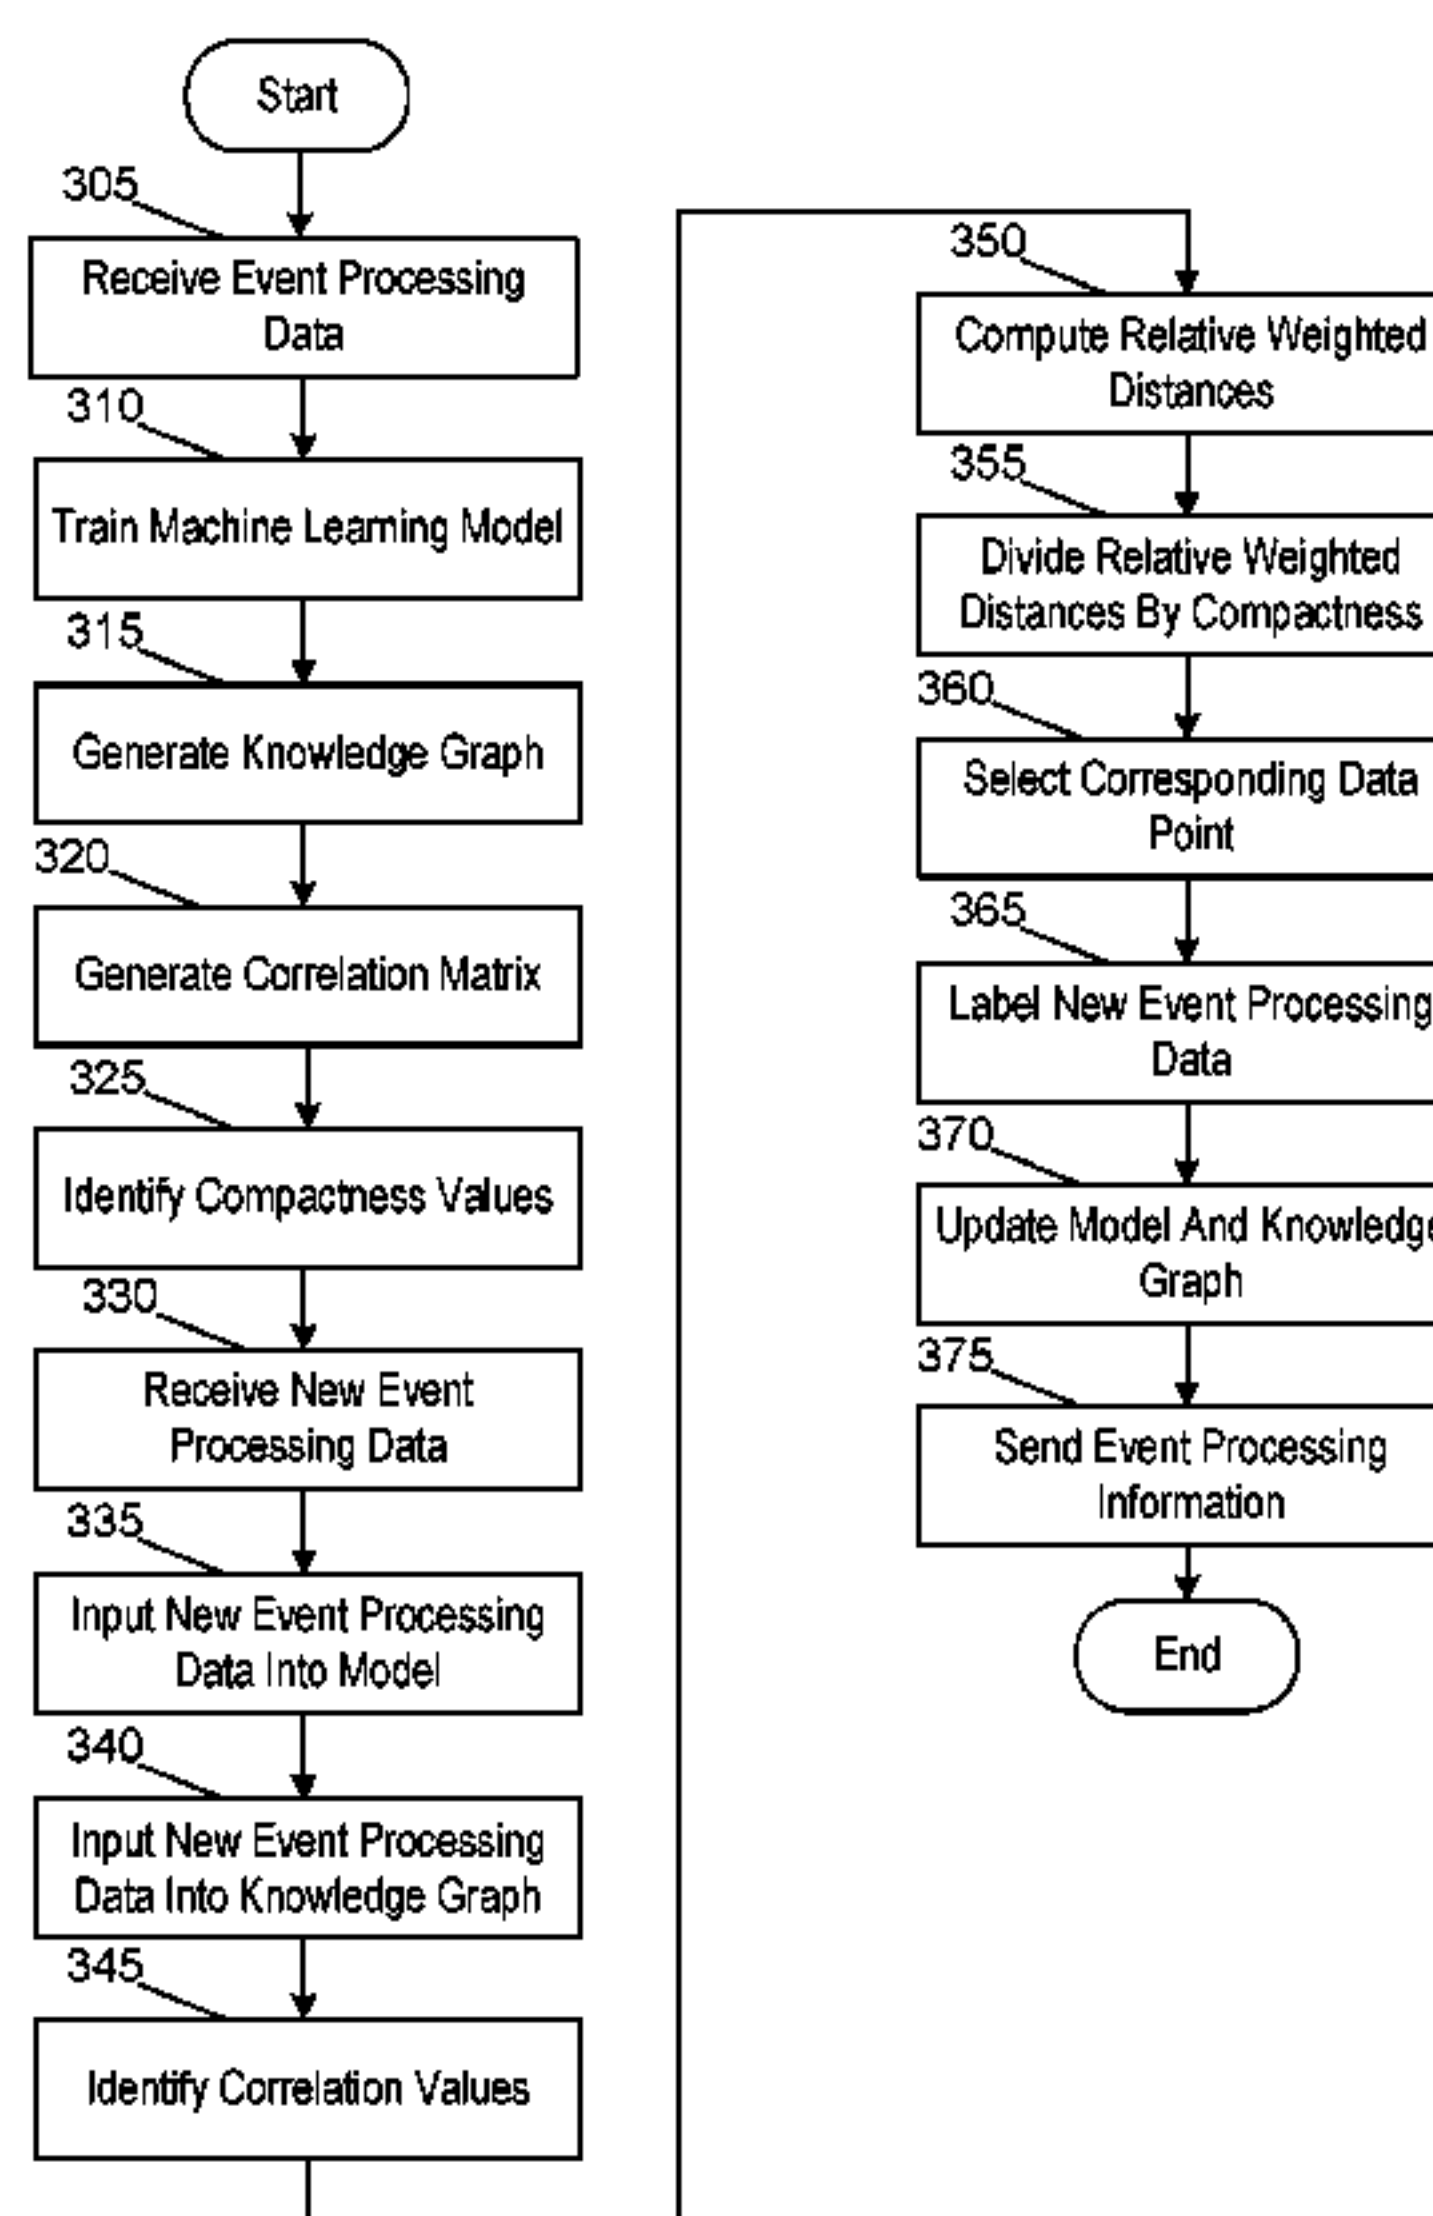 Start
305
Receive Event Processing
Data
310
Train Machine Learning Model
315
Generate Knowledge Graph
320
Generate Correlation Matrix
325
Identify Compactness Values
330
Receive New Event
Processing Data
335
Input New Event Processing
Data Into Model
340
Input New Event Processing
Data Into Knowledge Graph
345
Identify Correlation Values
350
Compute Relative Weighted
Distances
355
Divide Relative Weighted
Distances By Compactness
360
Select Corresponding Data
Point
365
Label New Event Processing
Data
370
Update Model And Knowledge
Graph
375
Send Event Processing
Information
End